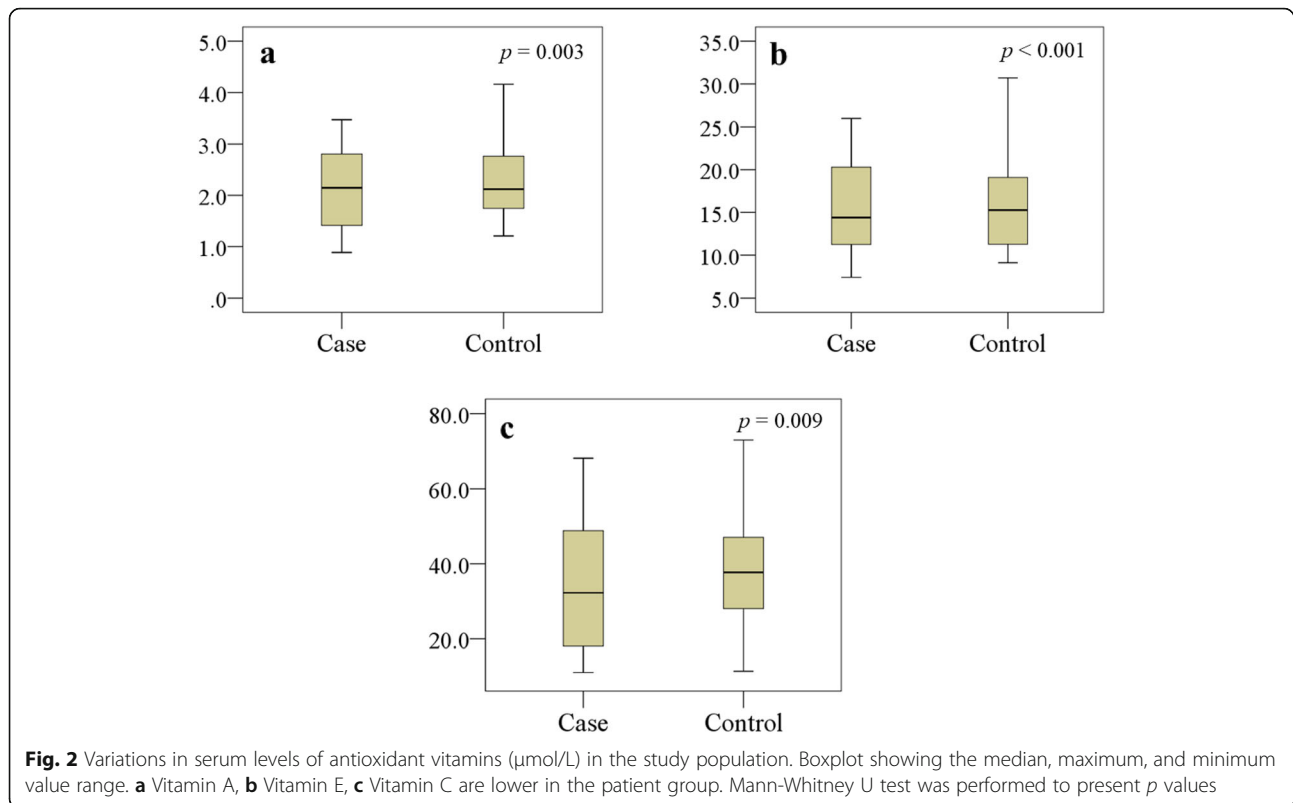 a
p = 0.003
5.0
4.0
3.0
2.0
1.0
.0
Case Control
b
p < 0.001
35.0
30.0
25.0
20.0
15.0
10.0
5.0
Case Control
c
p = 0.009
80.0
60.0
40.0
20.0
Case Control
Fig. 2 Variations in serum levels of antioxidant vitamins (μmol/L) in the study population. Boxplot showing the median, maximum, and minimum
value range. a Vitamin A, b Vitamin E, c Vitamin C are lower in the patient group. Mann-Whitney U test was performed to present p values